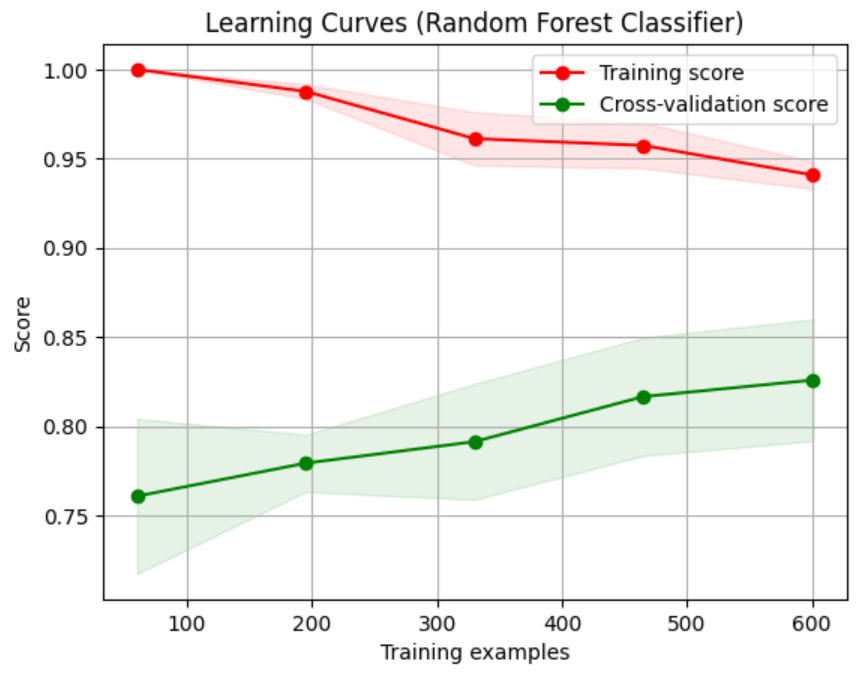 Learning Curves (Random Forest Classifier)
Training score
Cross-validation score
1.00
0.95
0.90
0.85
0.80
0.75
Score
100 200 300 400 500 600
Training examples